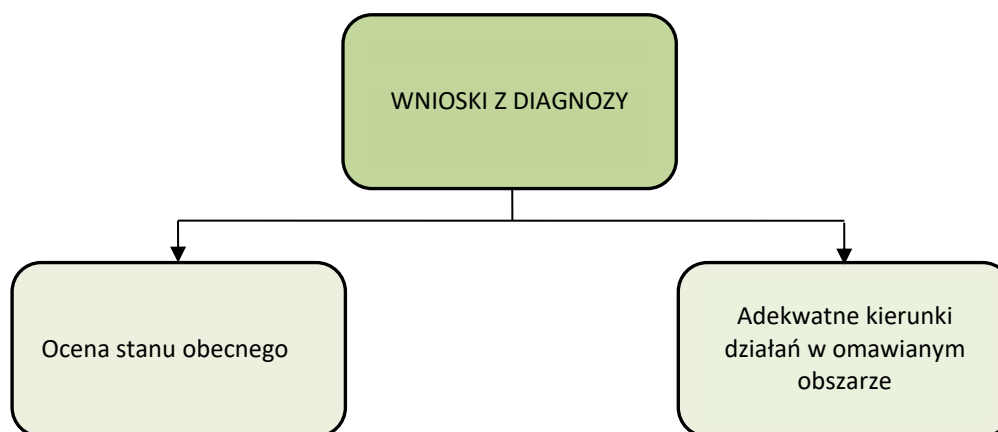 WNIOSKI Z DIAGNOZY
Ocena stanu obecnego
Adekwatne kierunki
działań w omawianym
obszarze